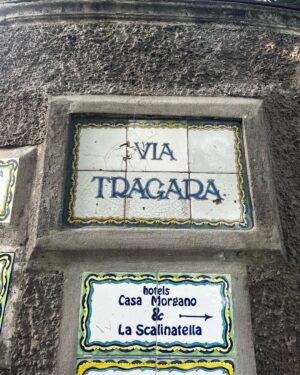 VIA
TRAGARA
hotels
Casa Morgano
&
La Scalinatella